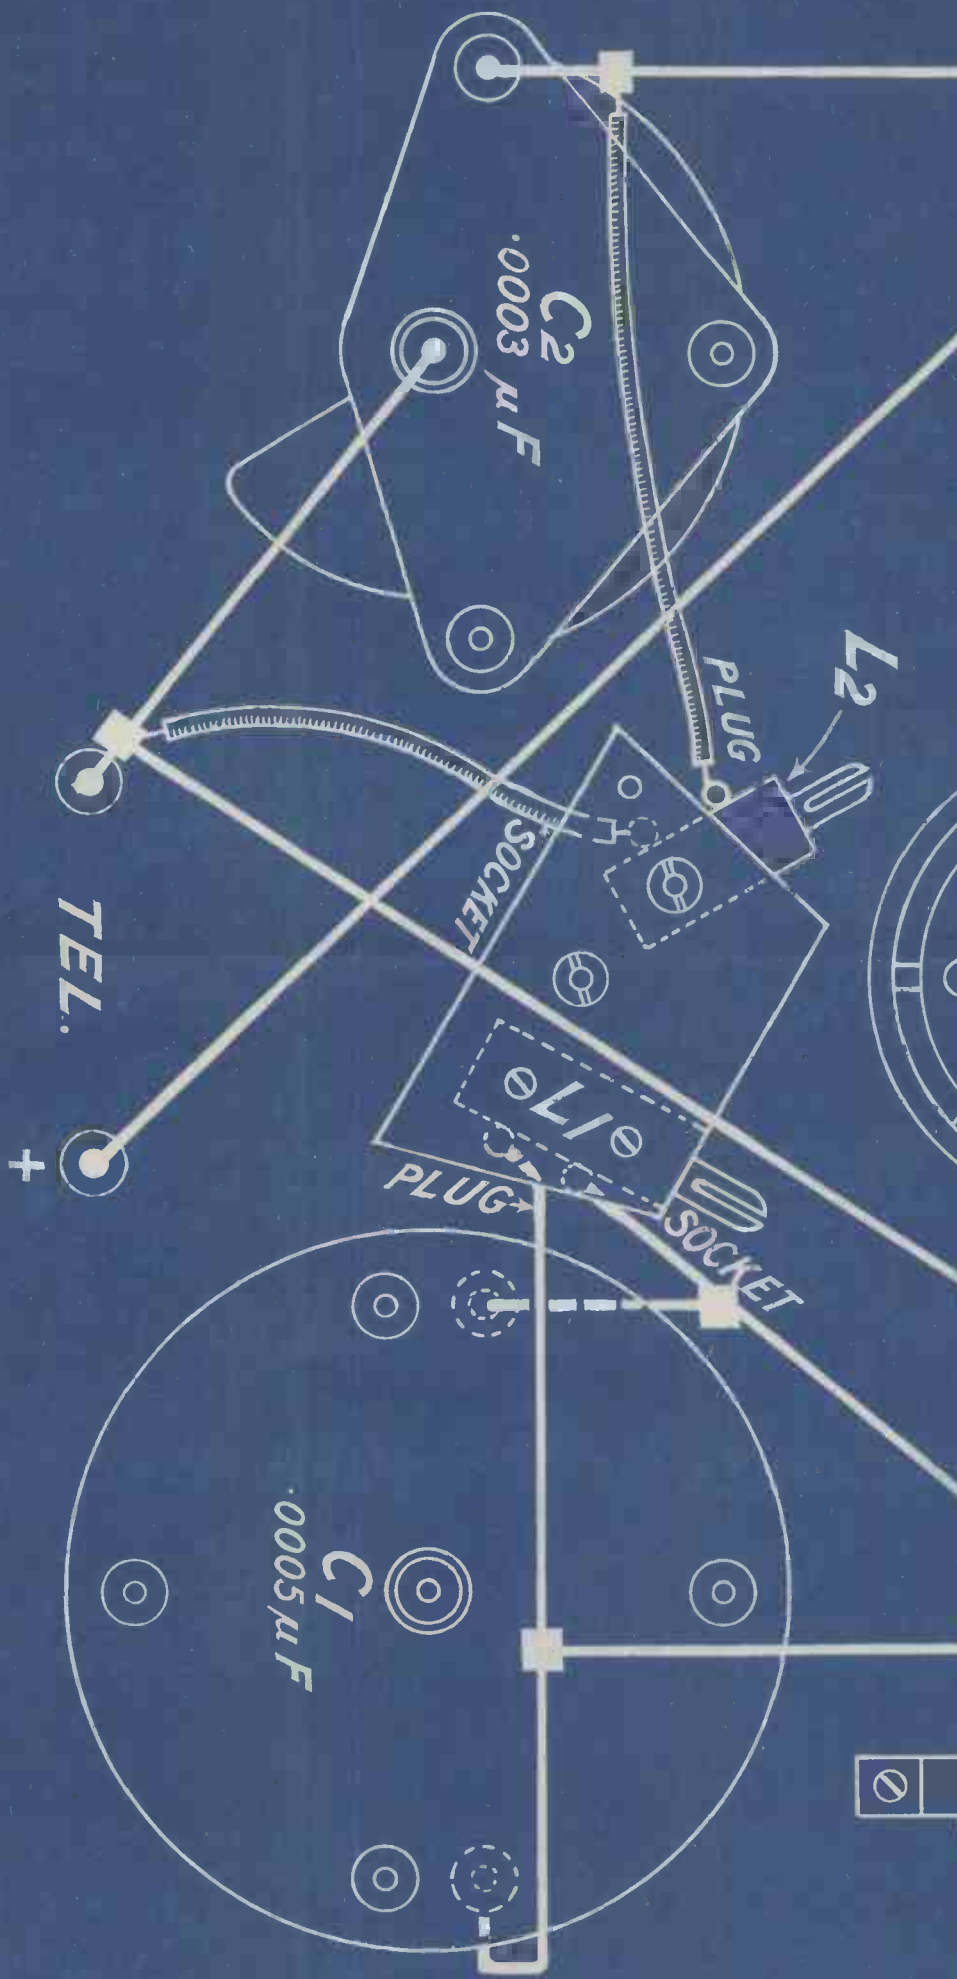 C2
.0003 μF
L2
PLUG
SOCKET
TEL.
+
L1
PLUG
SOCKET
C1
.0005 μF